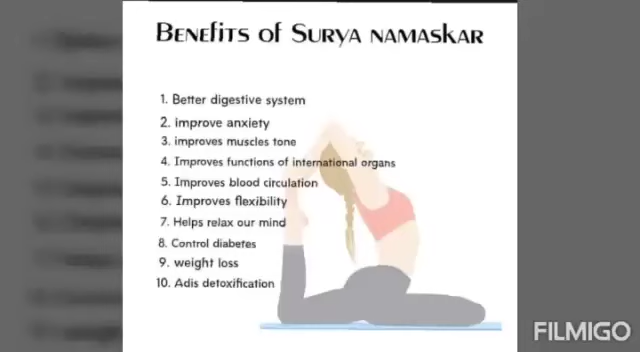 Benefits of Surya namaskar
1. Better digestive system
2. improve anxiety
3. improves muscles tone
4. Improves functions of international organs
5. Improves blood circulation
6. Improves flexibility
7. Helps relax our mind
8. Control diabetes
9. weight loss
10. Adis detoxification
FILMIGO